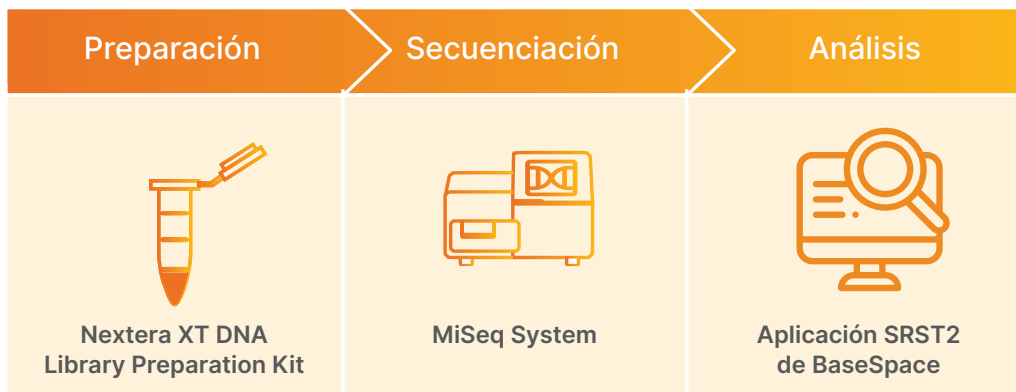 Preparación
Secuenciación
Análisis
Nextera XT DNA
Library Preparation Kit
MiSeq System
Aplicación SRST2
de BaseSpace